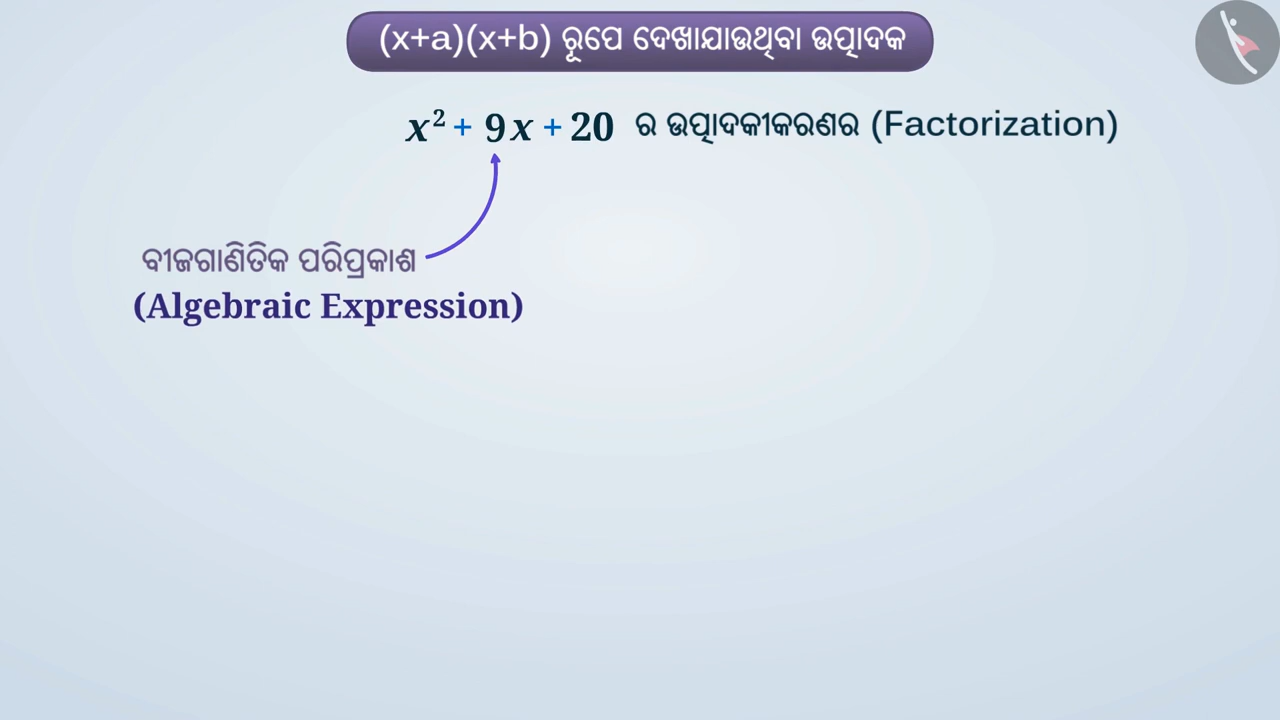 (x+a)(x+b) ରୂପେ ଦେଖାଯାଉଥିବା ଉତ୍ପାଦକ
x² + 9x + 20 ର ଉତ୍ପାଦକୀକରଣର (Factorization)
ବୀଜଗାଣିତିକ ପରିପ୍ରକାଶ
(Algebraic Expression)